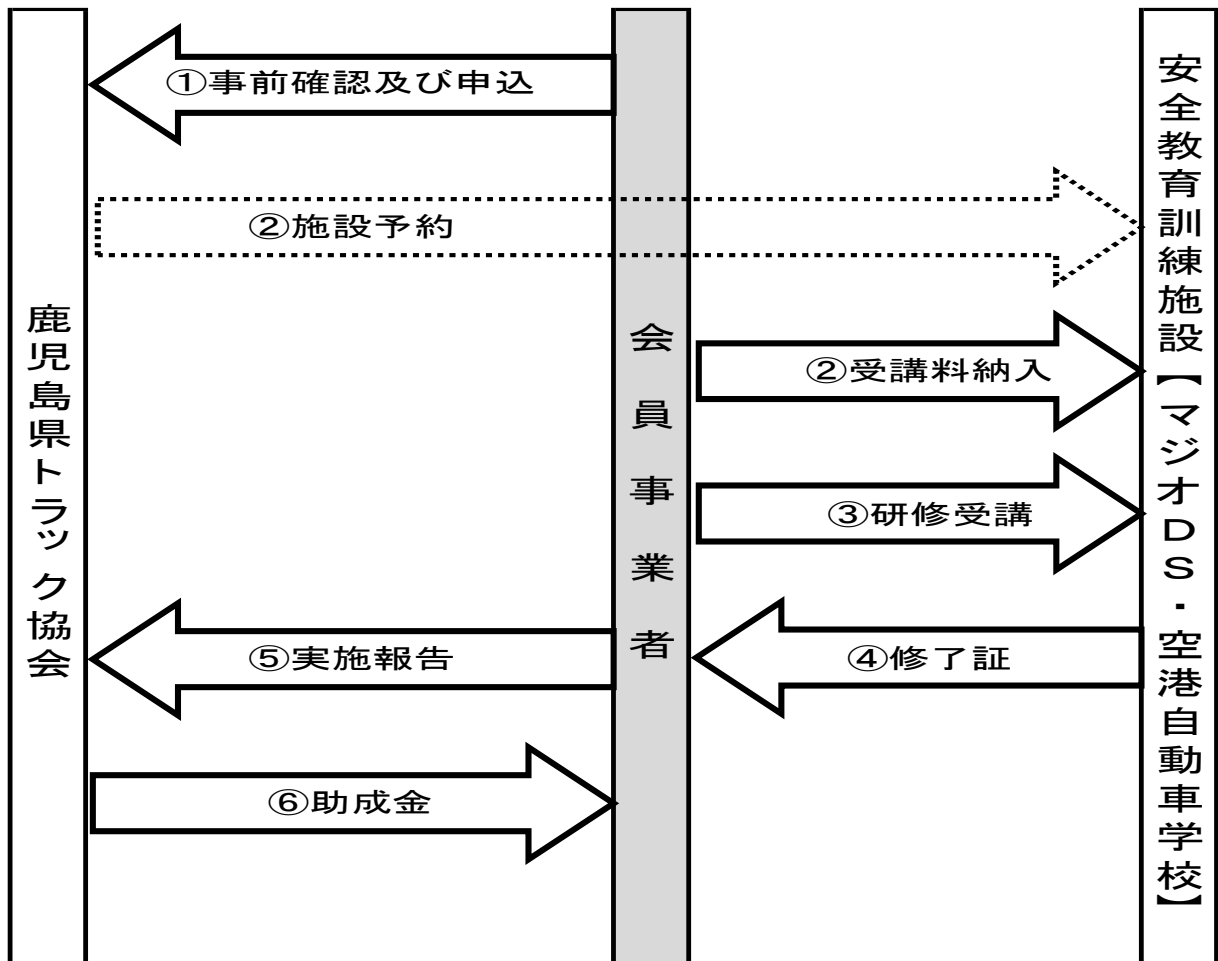 鹿児島県トラック協会
会員事業者
安全教育訓練施設【マジオDS・空港自動車学校】
①事前確認及び申込
②施設予約
②受講料納入
③研修受講
④修了証
⑤実施報告
⑥助成金